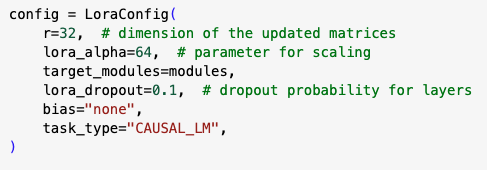 config = LoraConfig(
    r=32,  # dimension of the updated matrices
    lora_alpha=64,  # parameter for scaling
    target_modules=modules,
    lora_dropout=0.1,  # dropout probability for layers
    bias="none",
    task_type="CAUSAL_LM",
)